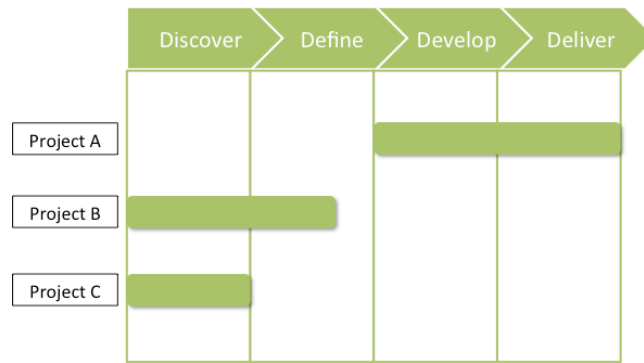 Discover
Define
Develop
Deliver
Project A
Project B
Project C